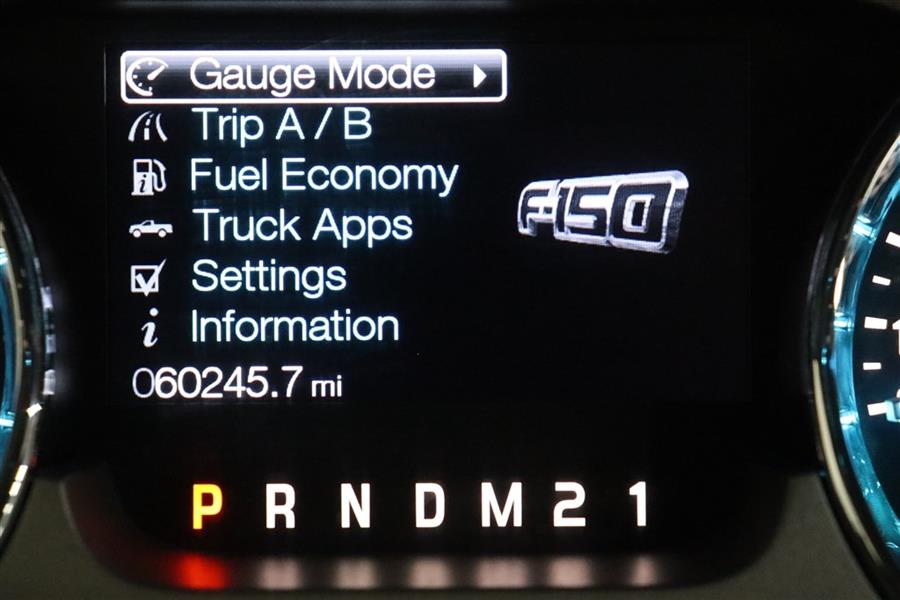 Gauge Mode
Trip A / B
Fuel Economy
F-150
Truck Apps
Settings
Information
060245.7 mi
P R N D M 2 1